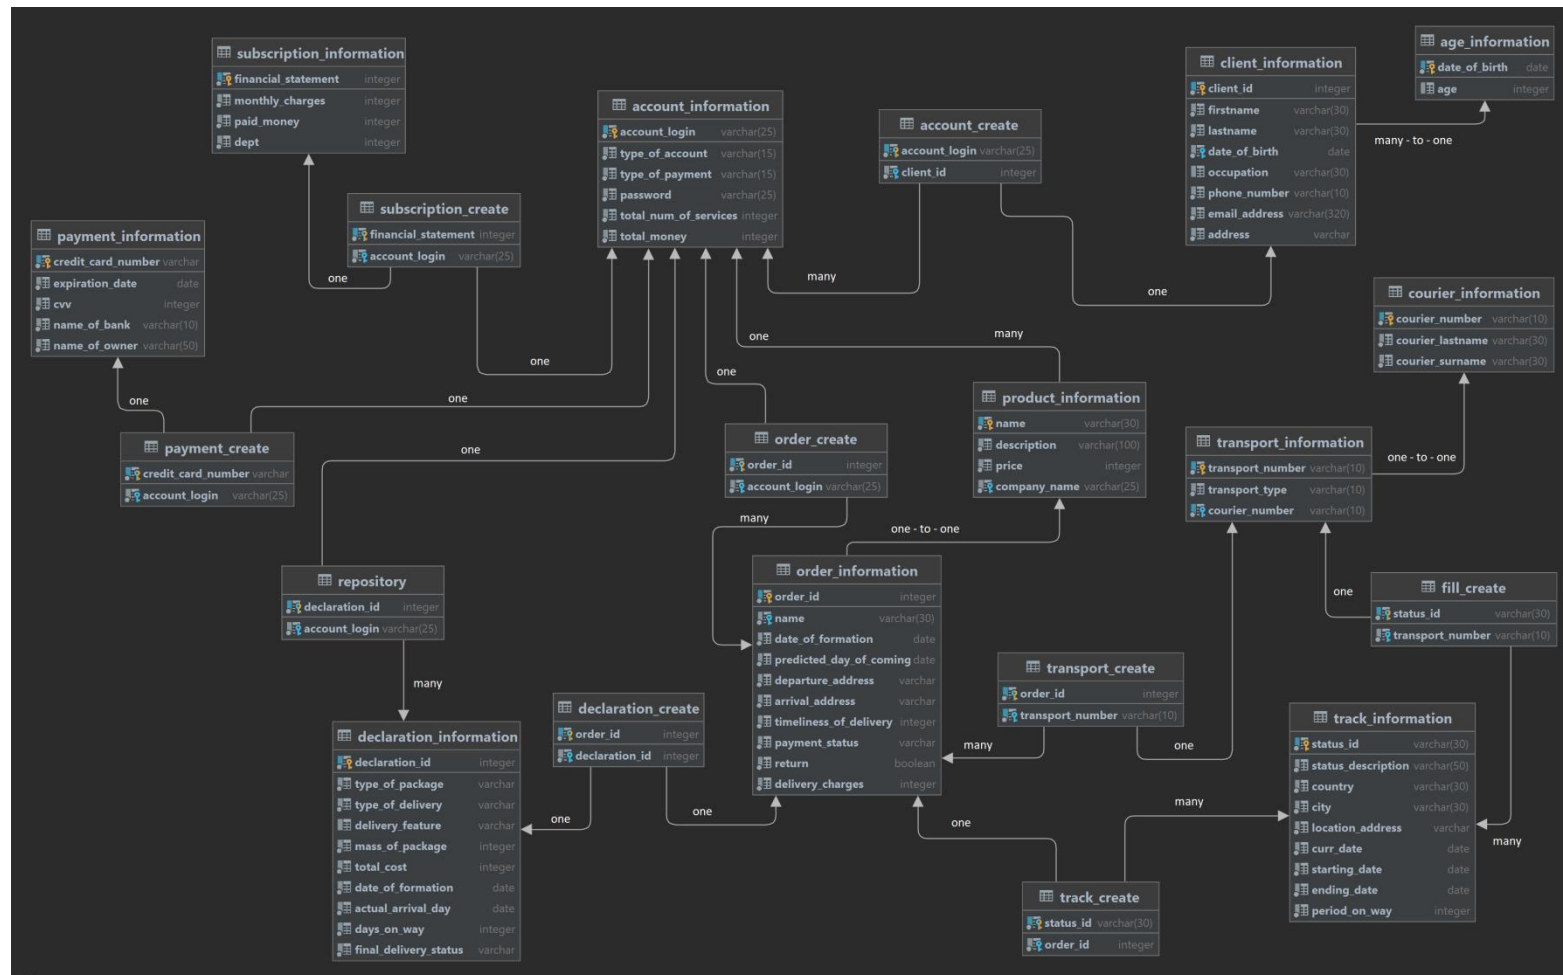 subscription_information
financial_statement integer
monthly_charges integer
paid_money integer
dept integer
account_information
account_login varchar(25)
type_of_account varchar(15)
type_of_payment varchar(15)
password varchar(25)
total_num_of_services integer
total_money integer
account_create
account_login varchar(25)
client_id integer
client_information
client_id integer
firstname varchar(30)
lastname varchar(30)
date_of_birth date
occupation varchar(30)
phone_number varchar(10)
email_address varchar(320)
address varchar
age_information
date_of_birth date
age integer
many - to - one
subscription_create
financial_statement integer
account_login varchar(25)
payment_information
credit_card_number varchar
expiration_date date
cvv integer
name_of_bank varchar(10)
name_of_owner varchar(50)
one
many
one
courier_information
courier_number varchar(10)
courier_lastname varchar(30)
courier_surname varchar(30)
one
one
many
one
one
one
product_information
name varchar(30)
description varchar(100)
price integer
company_name varchar(25)
payment_create
credit_card_number varchar
account_login varchar(25)
one
order_create
order_id integer
account_login varchar(25)
transport_information
transport_number varchar(10)
transport_type varchar(10)
courier_number varchar(10)
one - to - one
many
one - to - one
repository
declaration_id integer
account_login varchar(25)
order_information
order_id integer
name varchar(30)
date_of_formation date
predicted_day_of_coming date
departure_address varchar
arrival_address varchar
timeliness_of_delivery integer
payment_status varchar
return boolean
delivery_charges integer
one
fill_create
status_id varchar(30)
transport_number varchar(10)
many
transport_create
order_id integer
transport_number varchar(10)
declaration_create
order_id integer
declaration_id integer
declaration_information
declaration_id integer
type_of_package varchar
type_of_delivery varchar
delivery_feature varchar
mass_of_package integer
total_cost integer
date_of_formation date
actual_arrival_day date
days_on_way integer
final_delivery_status varchar
many
one
track_information
status_id varchar(30)
status_description varchar(50)
country varchar(30)
city varchar(30)
location_address varchar
curr_date date
starting_date date
ending_date date
period_on_way integer
one
one
one
many
many
track_create
status_id varchar(30)
order_id integer